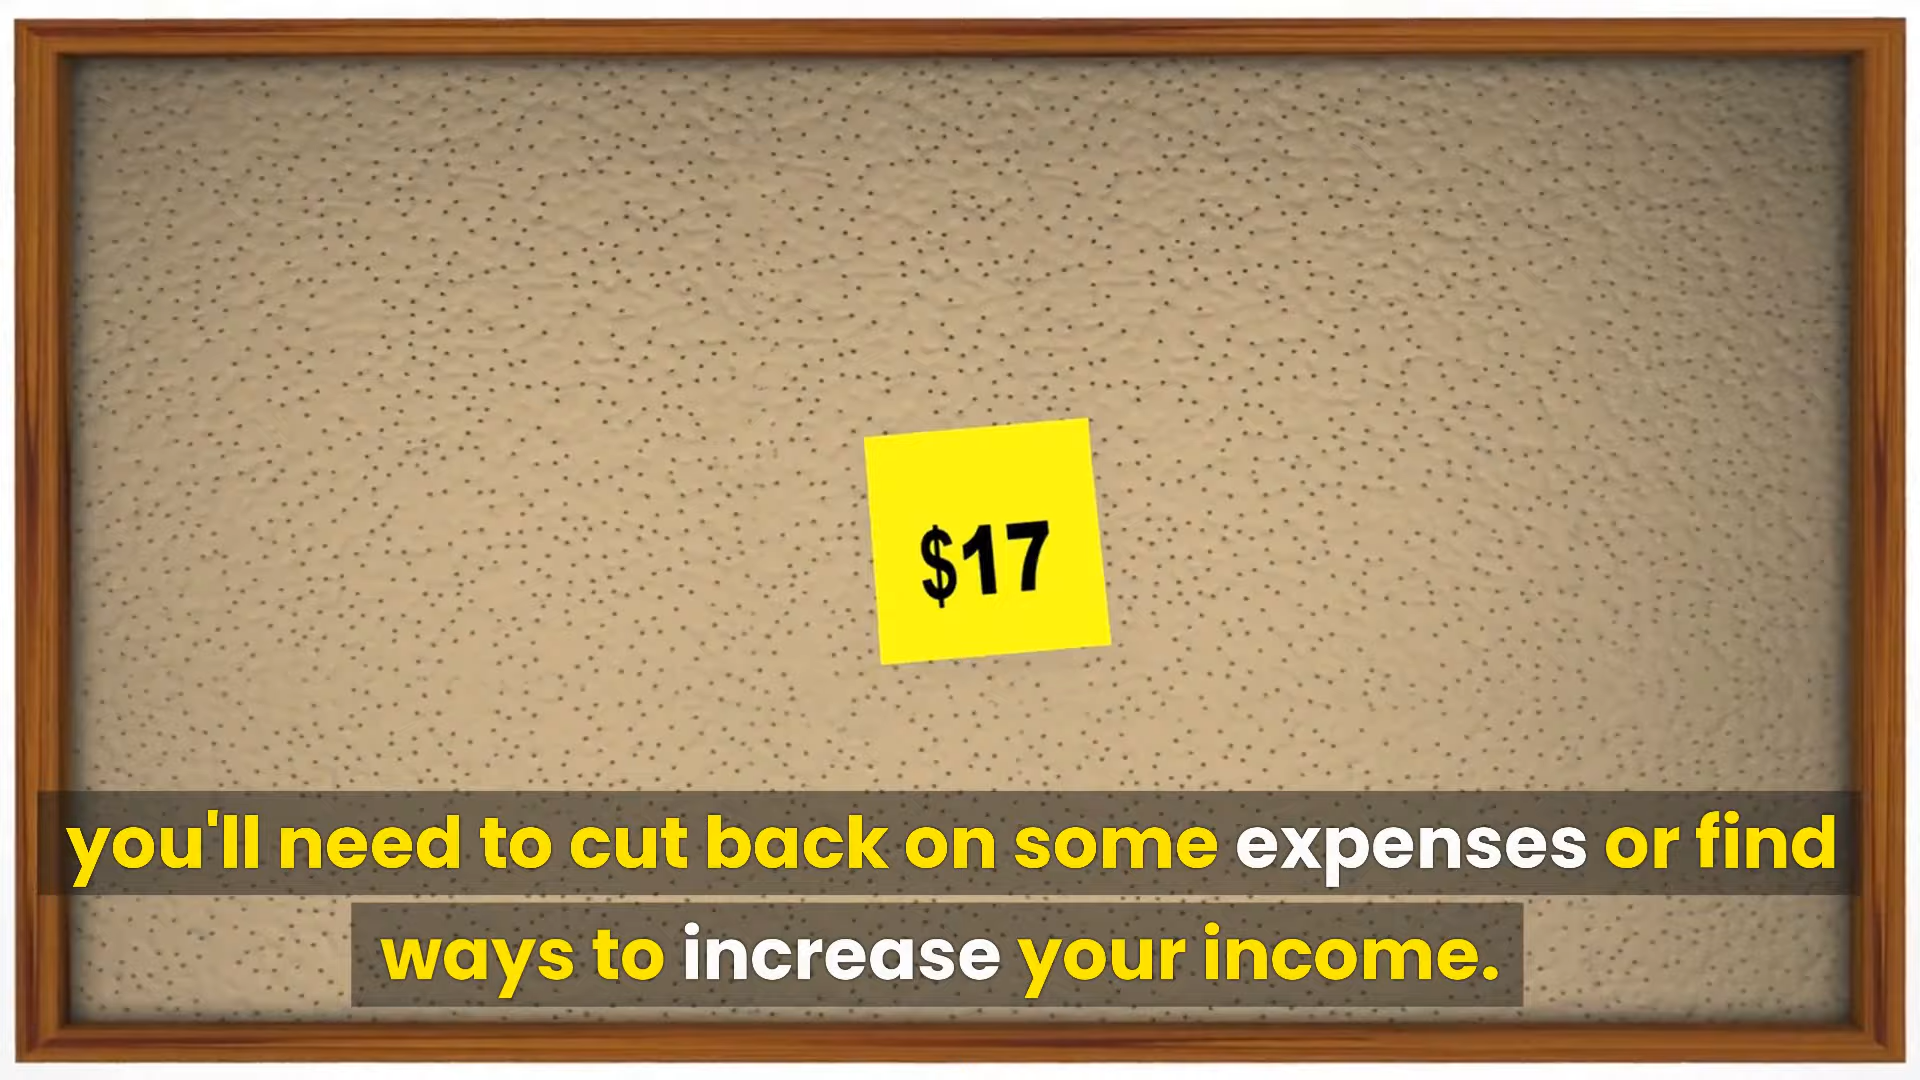 $17
you'll need to cut back on some expenses or find
ways to increase your income.